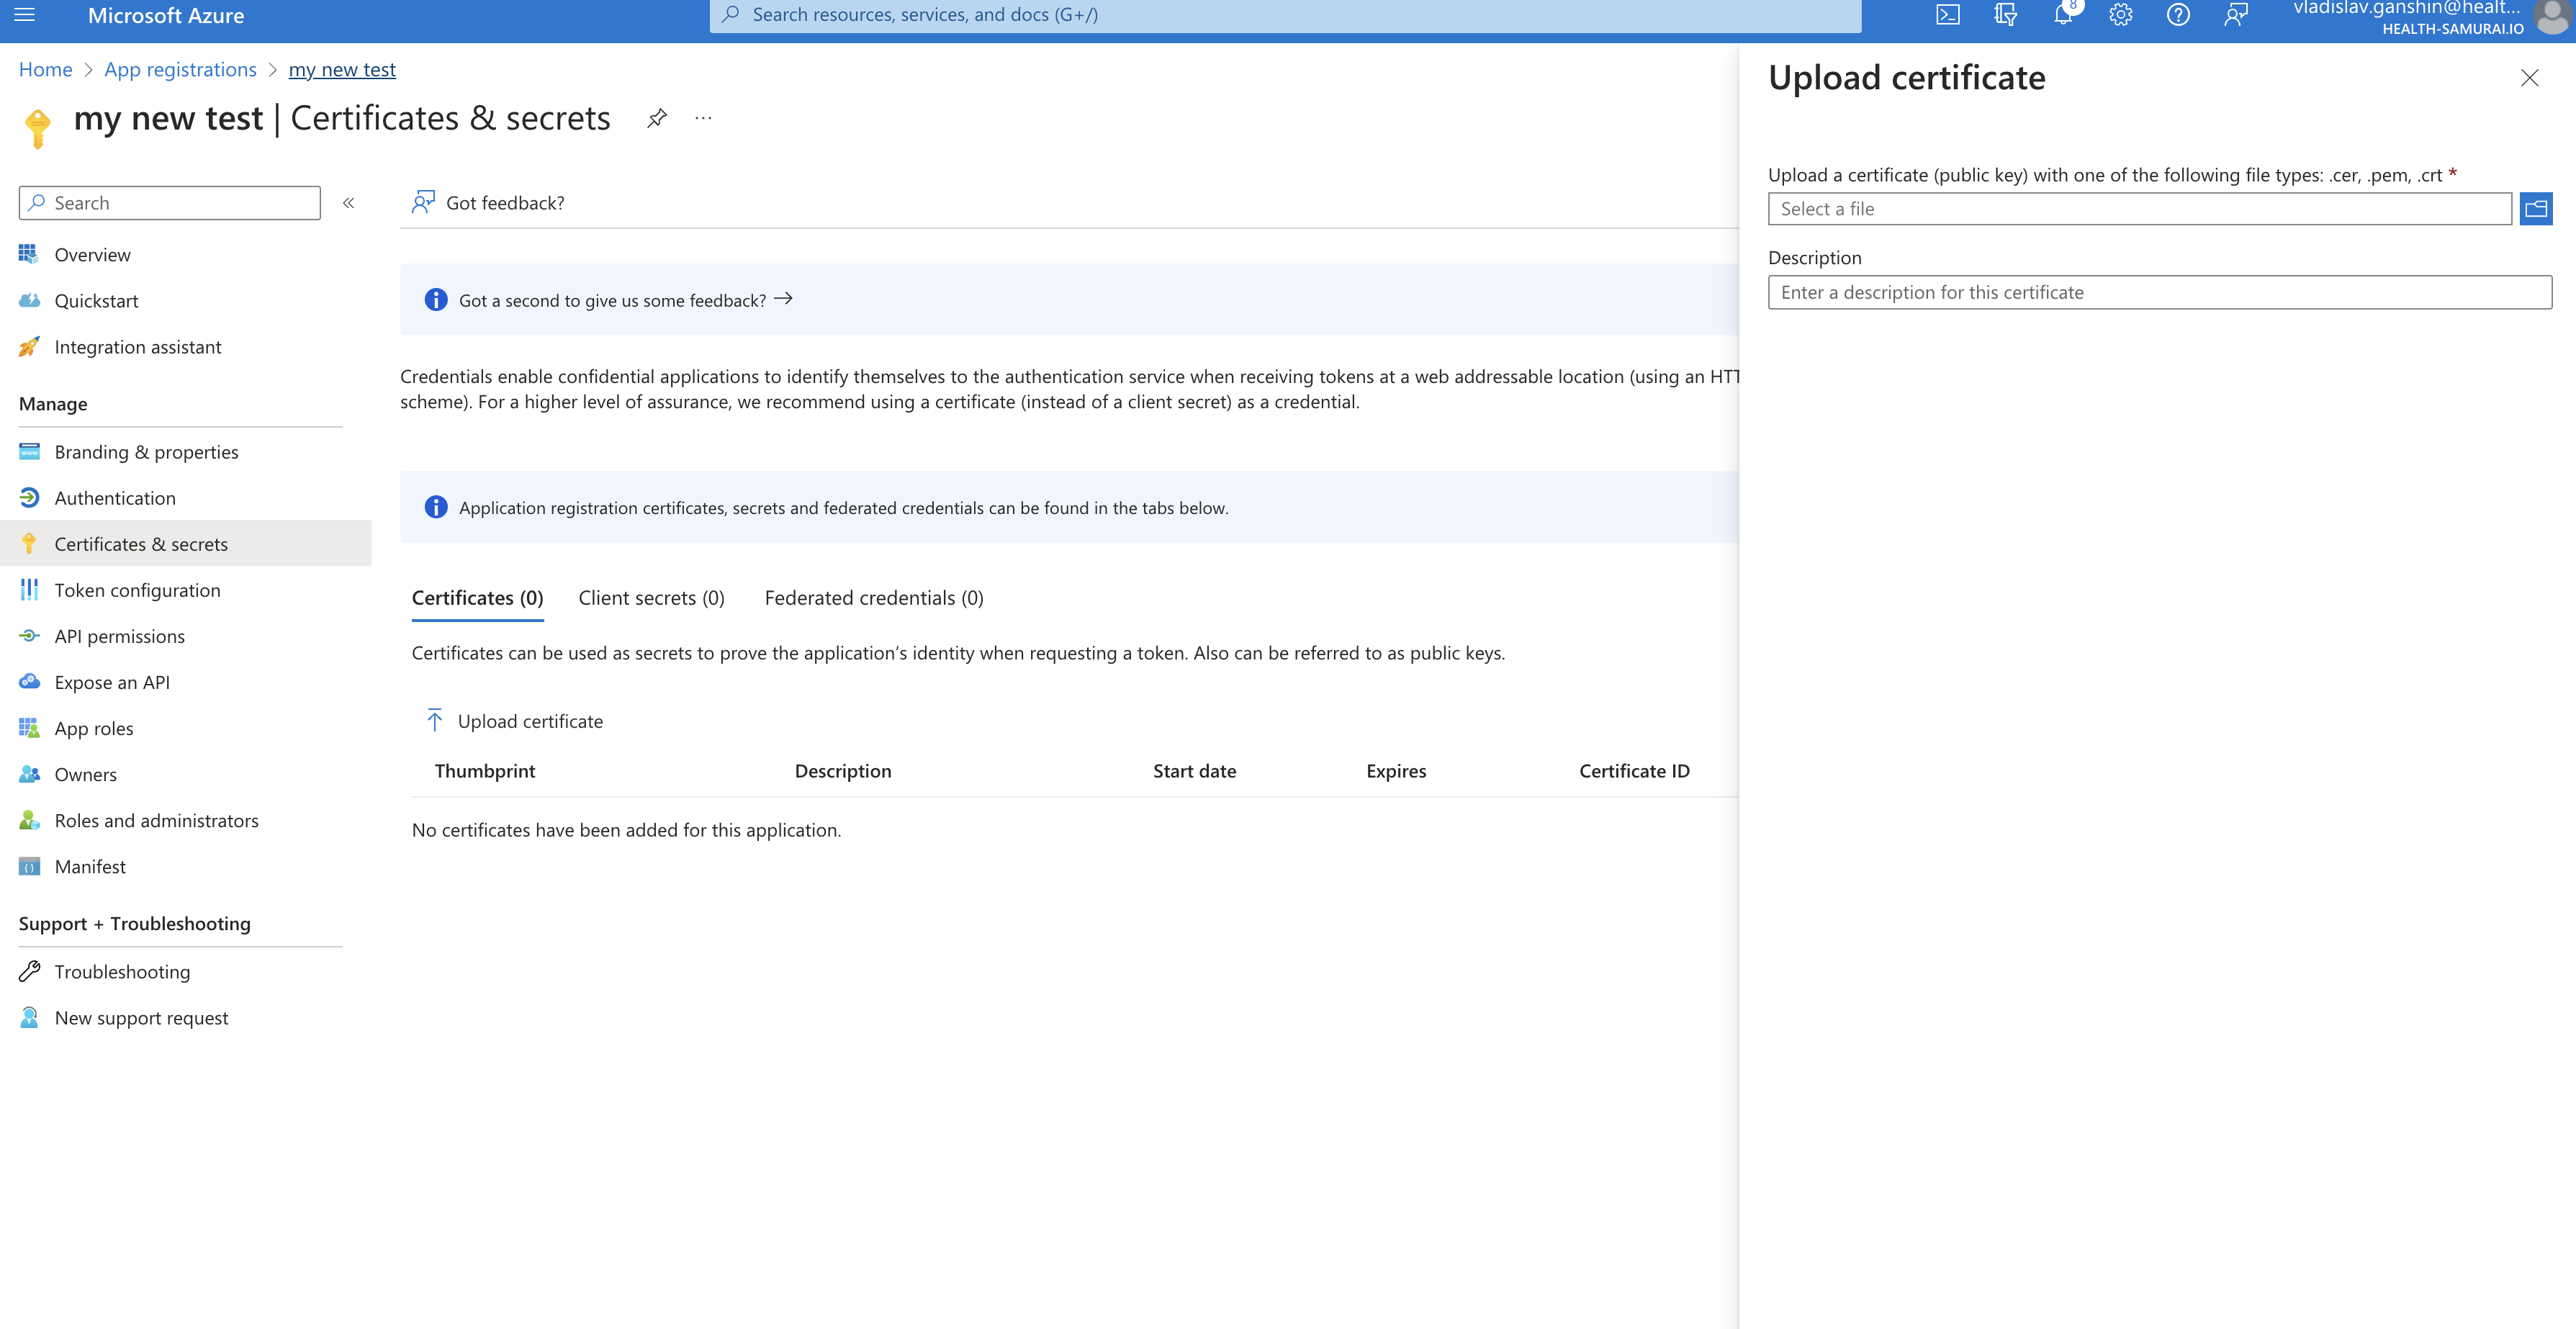 Microsoft Azure
Search resources, services, and docs (G+/)
8
vladislav.ganshin@healt...
HEALTH-SAMURAI.IO
Home > App registrations > my new test
my new test | Certificates & secrets
...
Search
«
Overview
Quickstart
Integration assistant
Manage
Branding & properties
Authentication
Certificates & secrets
Token configuration
API permissions
Expose an API
App roles
Owners
Roles and administrators
Manifest
Support + Troubleshooting
Troubleshooting
New support request
Got feedback?
Got a second to give us some feedback? →
Credentials enable confidential applications to identify themselves to the authentication service when receiving tokens at a web addressable location (using an HTT
scheme). For a higher level of assurance, we recommend using a certificate (instead of a client secret) as a credential.
Application registration certificates, secrets and federated credentials can be found in the tabs below.
Certificates (0) Client secrets (0) Federated credentials (0)
Certificates can be used as secrets to prove the application’s identity when requesting a token. Also can be referred to as public keys.
Upload certificate
Thumbprint Description Start date Expires Certificate ID
No certificates have been added for this application.
Upload certificate
Upload a certificate (public key) with one of the following file types: .cer, .pem, .crt *
Select a file
Description
Enter a description for this certificate